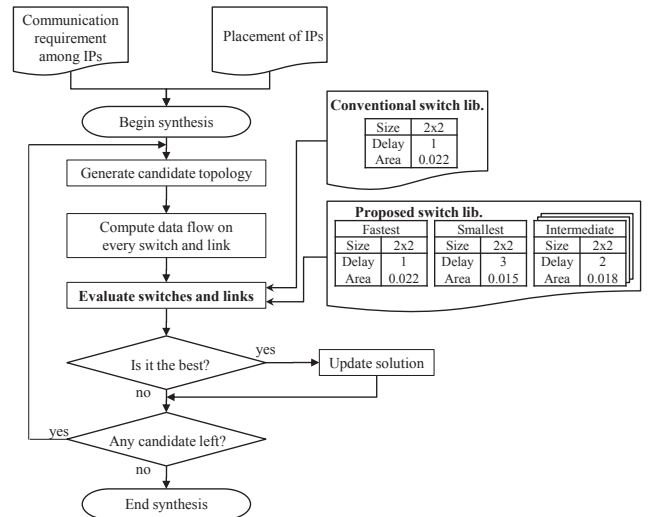 Communication
requirement
among IPs
Placement of IPs
Begin synthesis
Conventional switch lib.
Size 2x2
Delay 1
Area 0.022
Generate candidate topology
Compute data flow on
every switch and link
Proposed switch lib.
Fastest Smallest Intermediate
Size 2x2 Size 2x2 Size 2x2
Delay 1 Delay 3 Delay 2
Area 0.022 Area 0.015 Area 0.018
Evaluate switches and links
Is it the best?
yes
Update solution
no
yes
Any candidate left?
no
End synthesis